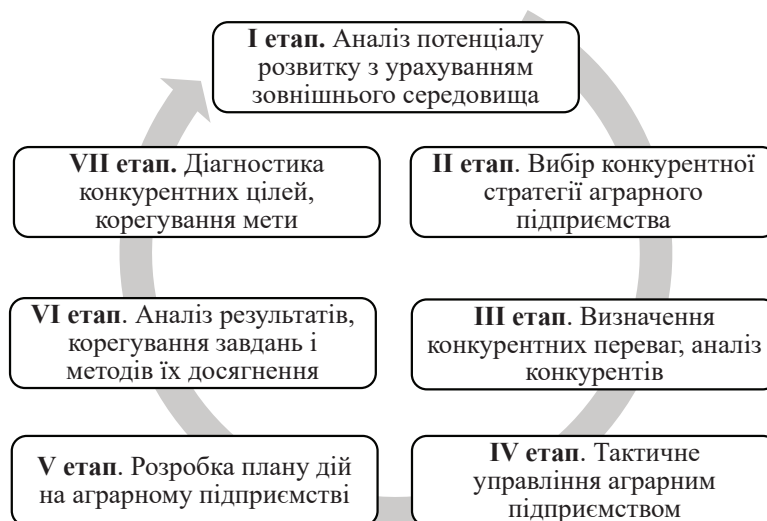 I етап. Аналіз потенціалу
розвитку з урахуванням
зовнішнього середовища
II етап. Вибір конкурентної
стратегії аграрного
підприємства
III етап. Визначення
конкурентних переваг, аналіз
конкурентів
IV етап. Тактичне
управління аграрним
підприємством
V етап. Розробка плану дій
на аграрному підприємстві
VI етап. Аналіз результатів,
корегування завдань і
методів їх досягнення
VII етап. Діагностика
конкурентних цілей,
корегування мети